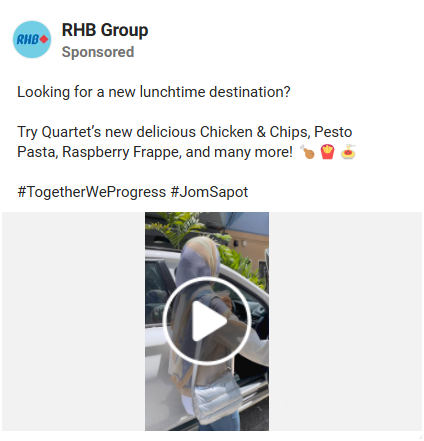 RHB
RHB Group
Sponsored
Looking for a new lunchtime destination?
Try Quartet's new delicious Chicken & Chips, Pesto
Pasta, Raspberry Frappe, and many more! 🍗 🍟 🍝
#TogetherWeProgress #JomSapot